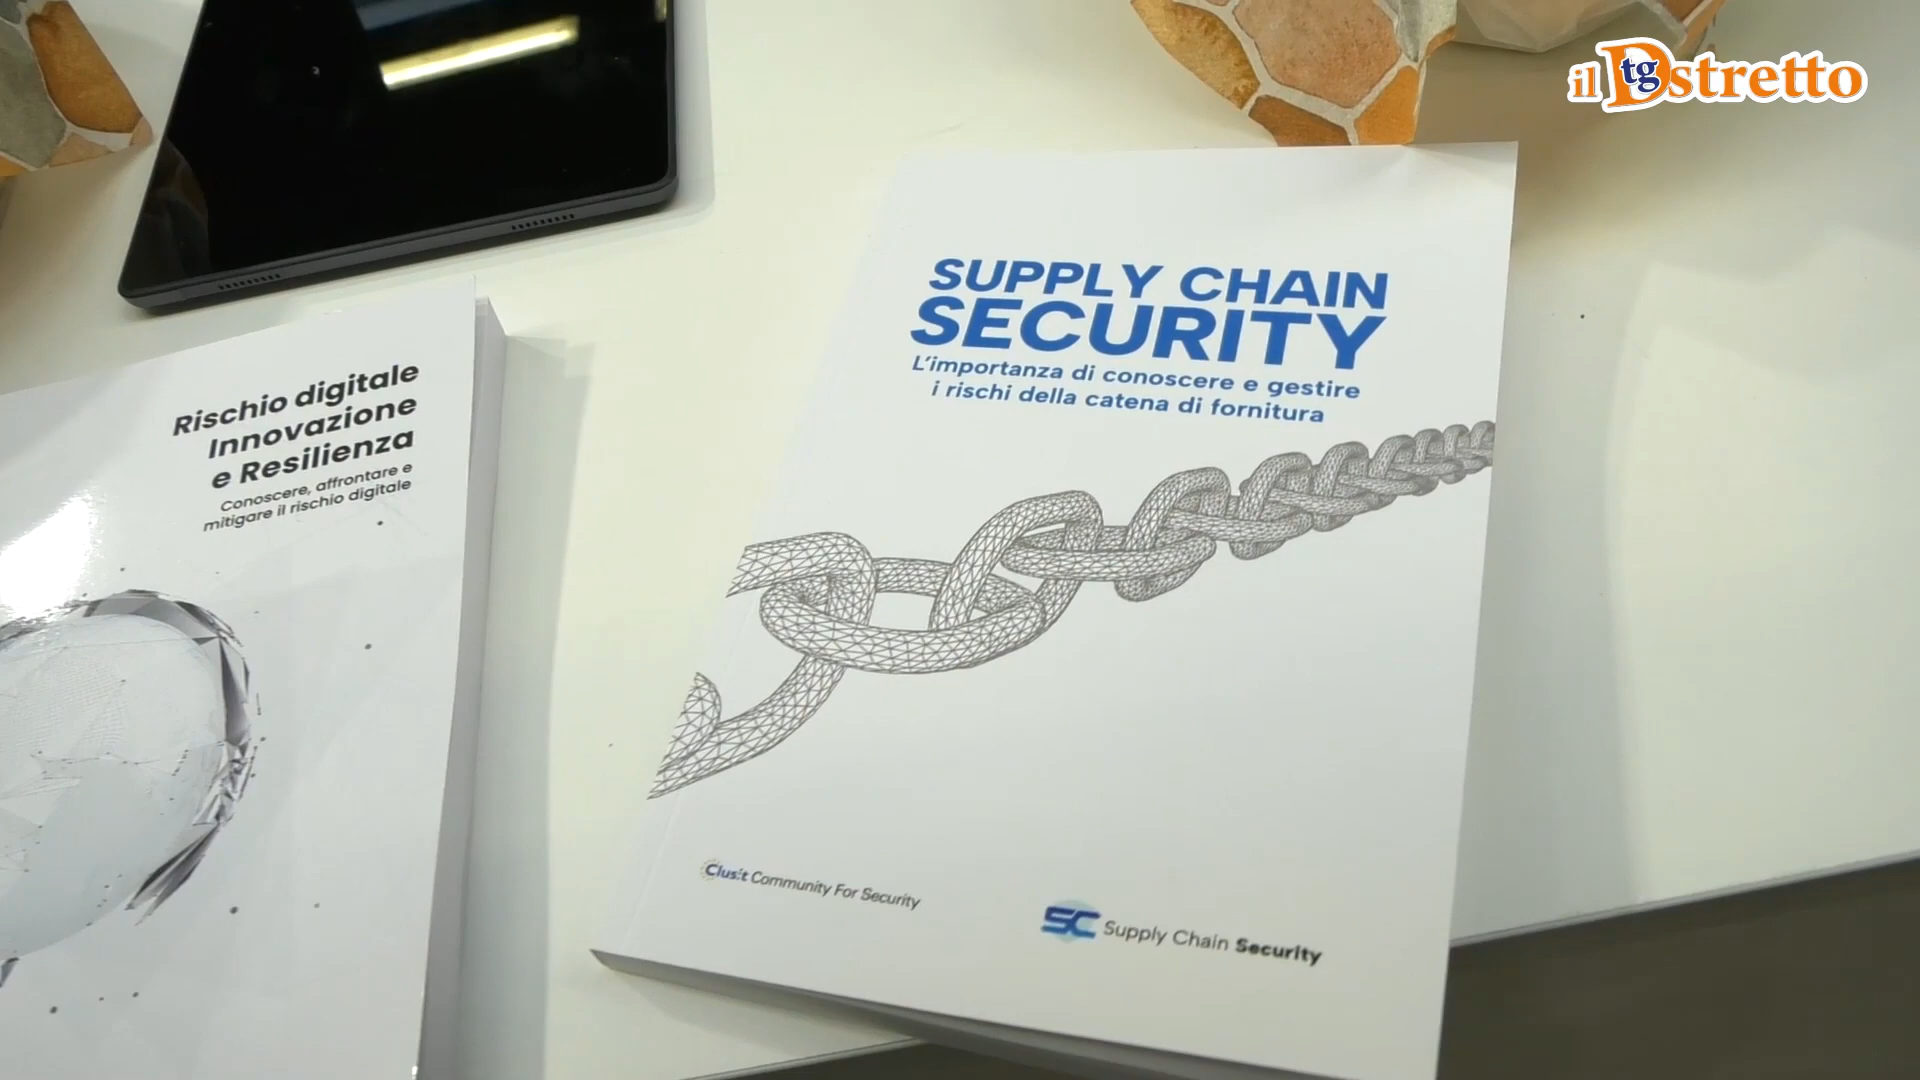 il Dstretto
tg
SUPPLY CHAIN
SECURITY
L'importanza di conoscere e gestire
i rischi della catena di fornitura
Clusit Community For Security
SC Supply Chain Security
Rischio digitale
Innovazione
e Resilienza
Conoscere, affrontare e
mitigare il rischio digitale